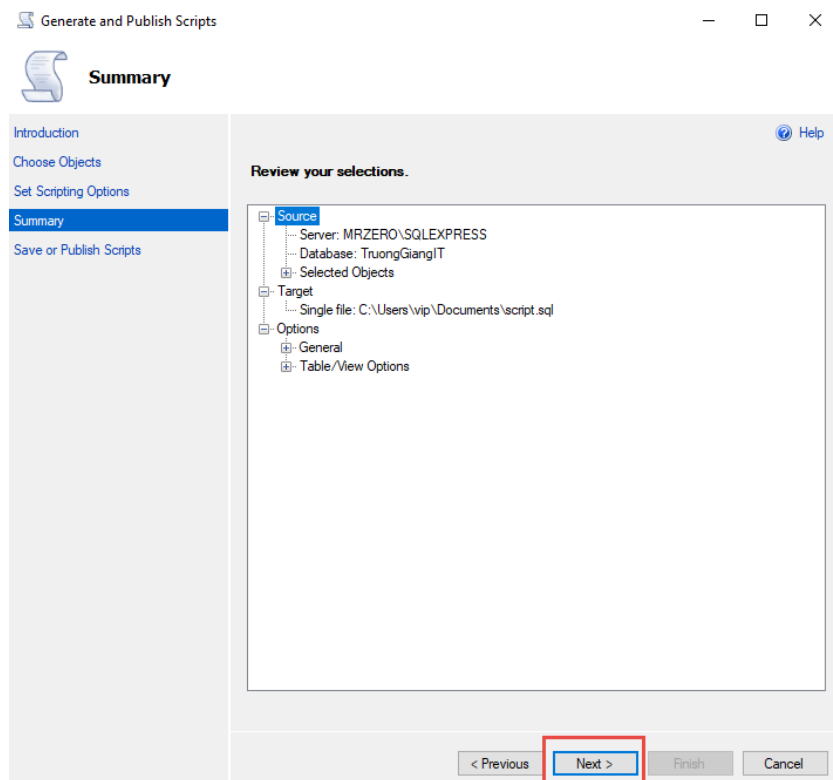 Generate and Publish Scripts
Summary
Introduction
Choose Objects
Set Scripting Options
Summary
Save or Publish Scripts
Help
Review your selections.
Source
Server: MRZERO\SQLEXPRESS
Database: TruongGiangIT
Selected Objects
Target
Single file: C:\Users\vip\Documents\script.sql
Options
General
Table/View Options
< Previous
Next >
Finish
Cancel